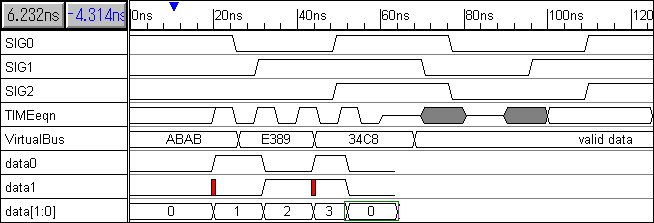 6.232ns -4.314ns 0ns 20ns 40ns 60ns 80ns 100ns 120
SIG0
SIG1
SIG2
TIMEeqn
VirtualBus ABAB E389 34C8 valid data
data0
data1
data[1:0] 0 1 2 3 0